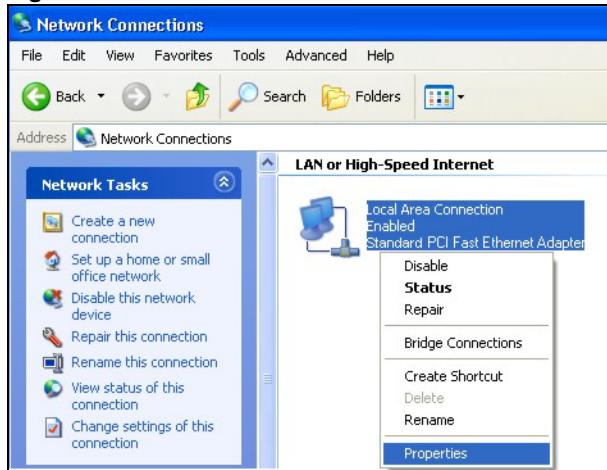 Network Connections
File Edit View Favorites Tools Advanced Help
Back Search Folders
Address Network Connections
Network Tasks
Create a new
connection
Set up a home or small
office network
Disable this network
device
Repair this connection
Rename this connection
View status of this
connection
Change settings of this
connection
LAN or High-Speed Internet
Local Area Connection
Enabled
Standard PCI Fast Ethernet Adapter
Disable
Status
Repair
Bridge Connections
Create Shortcut
Delete
Rename
Properties